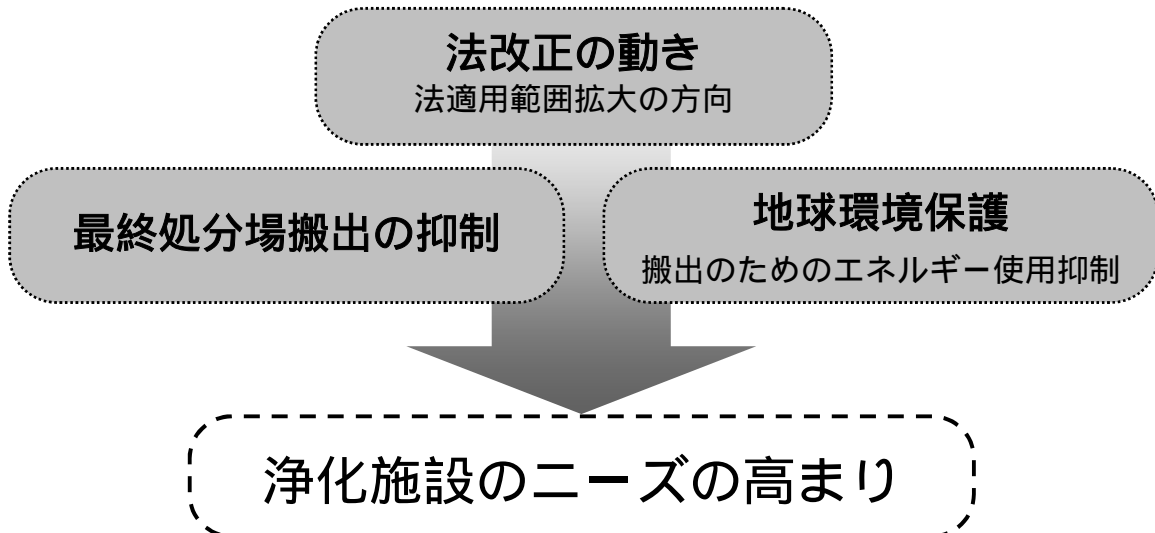 法改正の動き
法適用範囲拡大の方向
最終処分場搬出の抑制
地球環境保護
搬出のためのエネルギー使用抑制
浄化施設のニーズの高まり